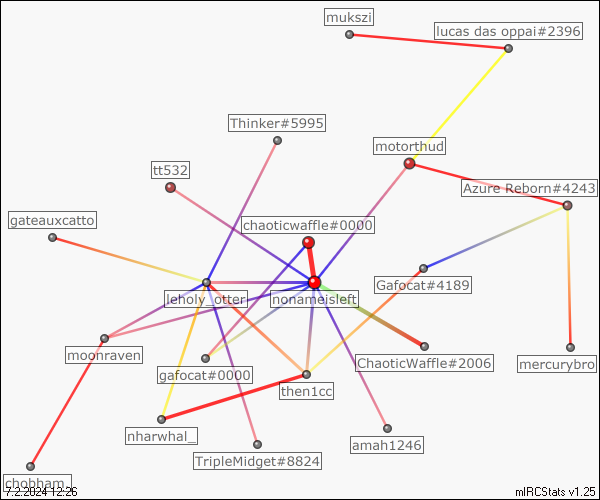 mukszi
lucas das oppai#2396
Thinker#5995
motorthud
tt532
Azure Reborn#4243
gateauxcatto
chaoticwaffle#0000
Gafocat#4189
leholy_otter
nonameisleft
moonraven
ChaoticWaffle#2006
mercurybro
gafocat#0000
then1cc
nharwhal_
amah1246
TripleMidget#8824
chobham_
7.2.2024 12:26
mIRCStats v1.25